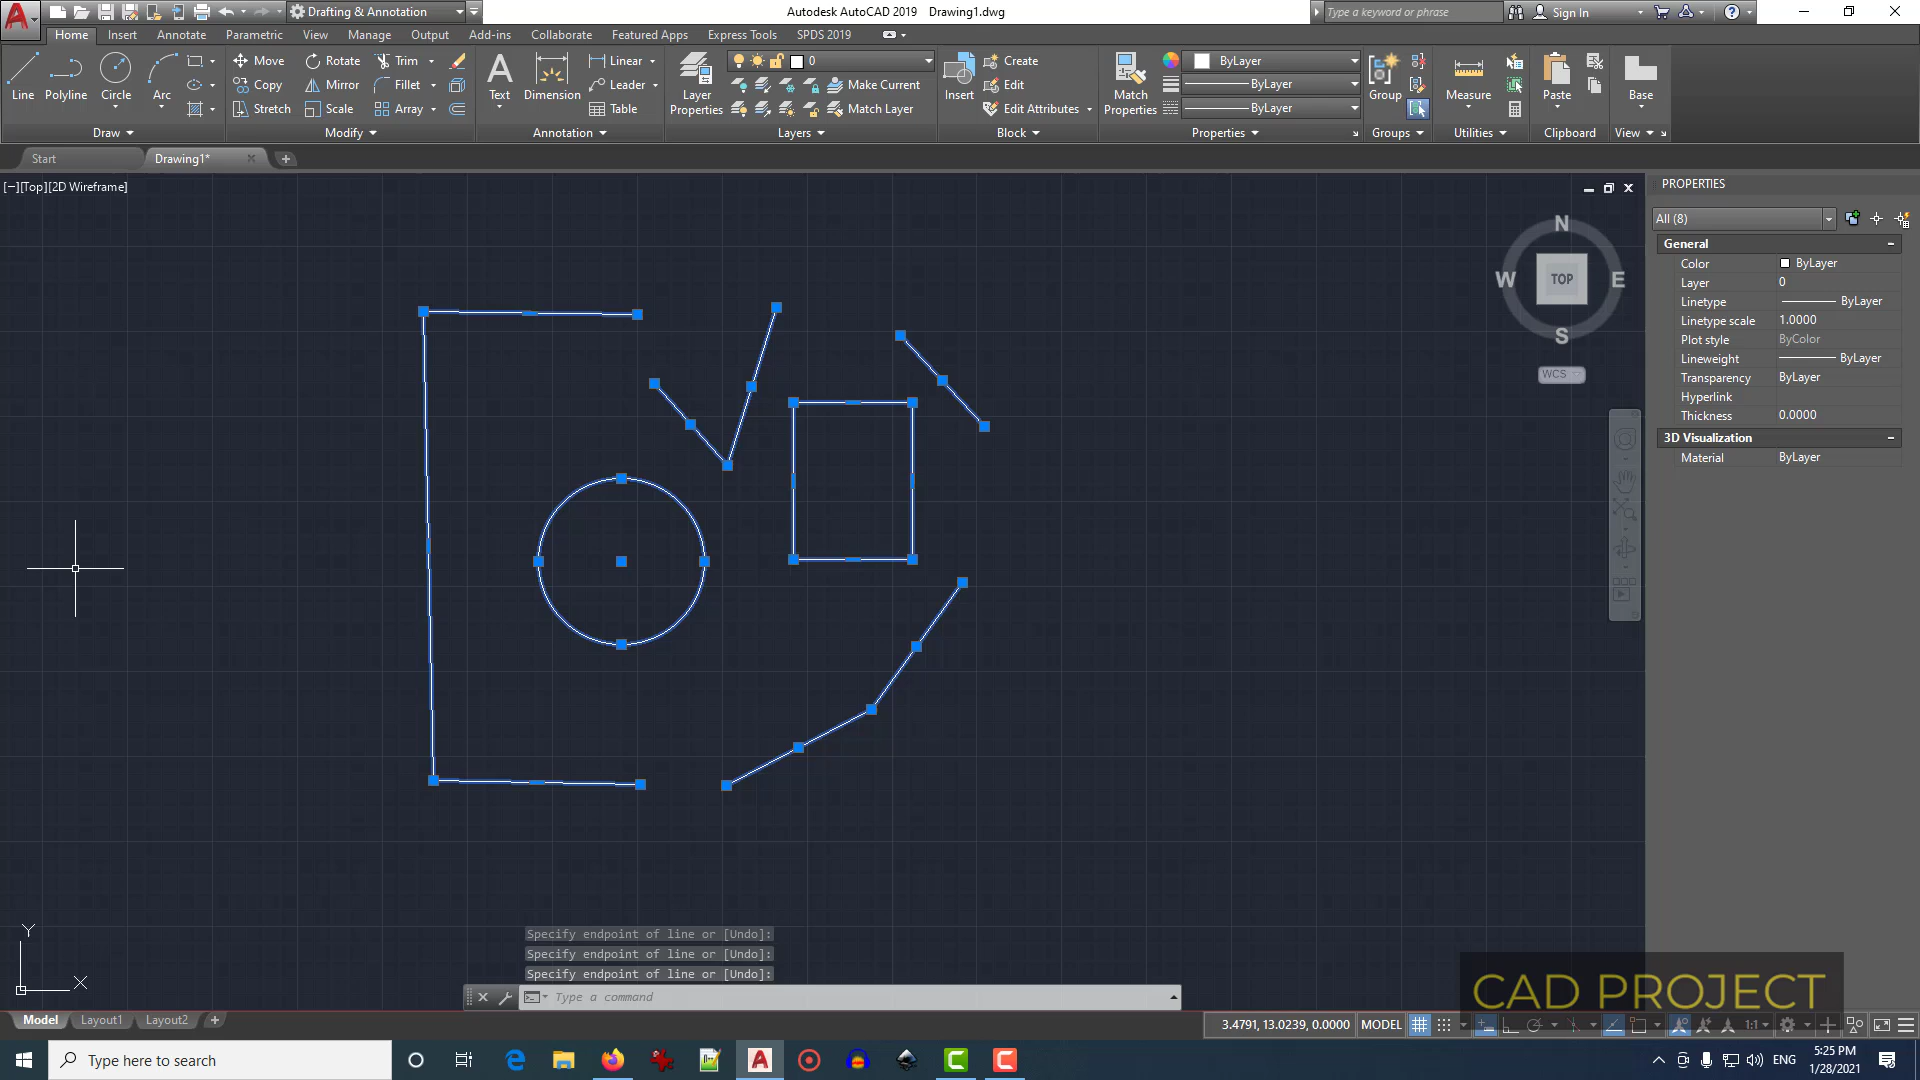 Drafting & Annotation
Autodesk AutoCAD 2019 Drawing1.dwg
Type a keyword or phrase
Sign In
Home Insert Annotate Parametric View Manage Output Add-ins Collaborate Featured Apps Express Tools SPDS 2019
Line Polyline Circle Arc
Draw
Move Rotate Trim
Copy Mirror Fillet
Stretch Scale Array
Modify
Text Dimension
Linear
Leader
Table
Annotation
Layer Properties
0
Make Current
Match Layer
Layers
Insert
Create
Edit
Edit Attributes
Block
Match Properties
ByLayer
ByLayer
ByLayer
Properties
Group
Groups
Measure
Utilities
Paste
Clipboard
Base
View
Start Drawing1*
[−][Top][2D Wireframe]
N
W TOP E
S
WCS
PROPERTIES
All (8)
General
Color ByLayer
Layer 0
Linetype ByLayer
Linetype scale 1.0000
Plot style ByColor
Lineweight ByLayer
Transparency ByLayer
Hyperlink
Thickness 0.0000
3D Visualization
Material ByLayer
Y
X
Specify endpoint of line or [Undo]:
Specify endpoint of line or [Undo]:
Specify endpoint of line or [Undo]:
Type a command
CAD PROJECT
Model Layout1 Layout2
3.4791, 13.0239, 0.0000 MODEL 1:1
Type here to search
ENG
5:25 PM
1/28/2021